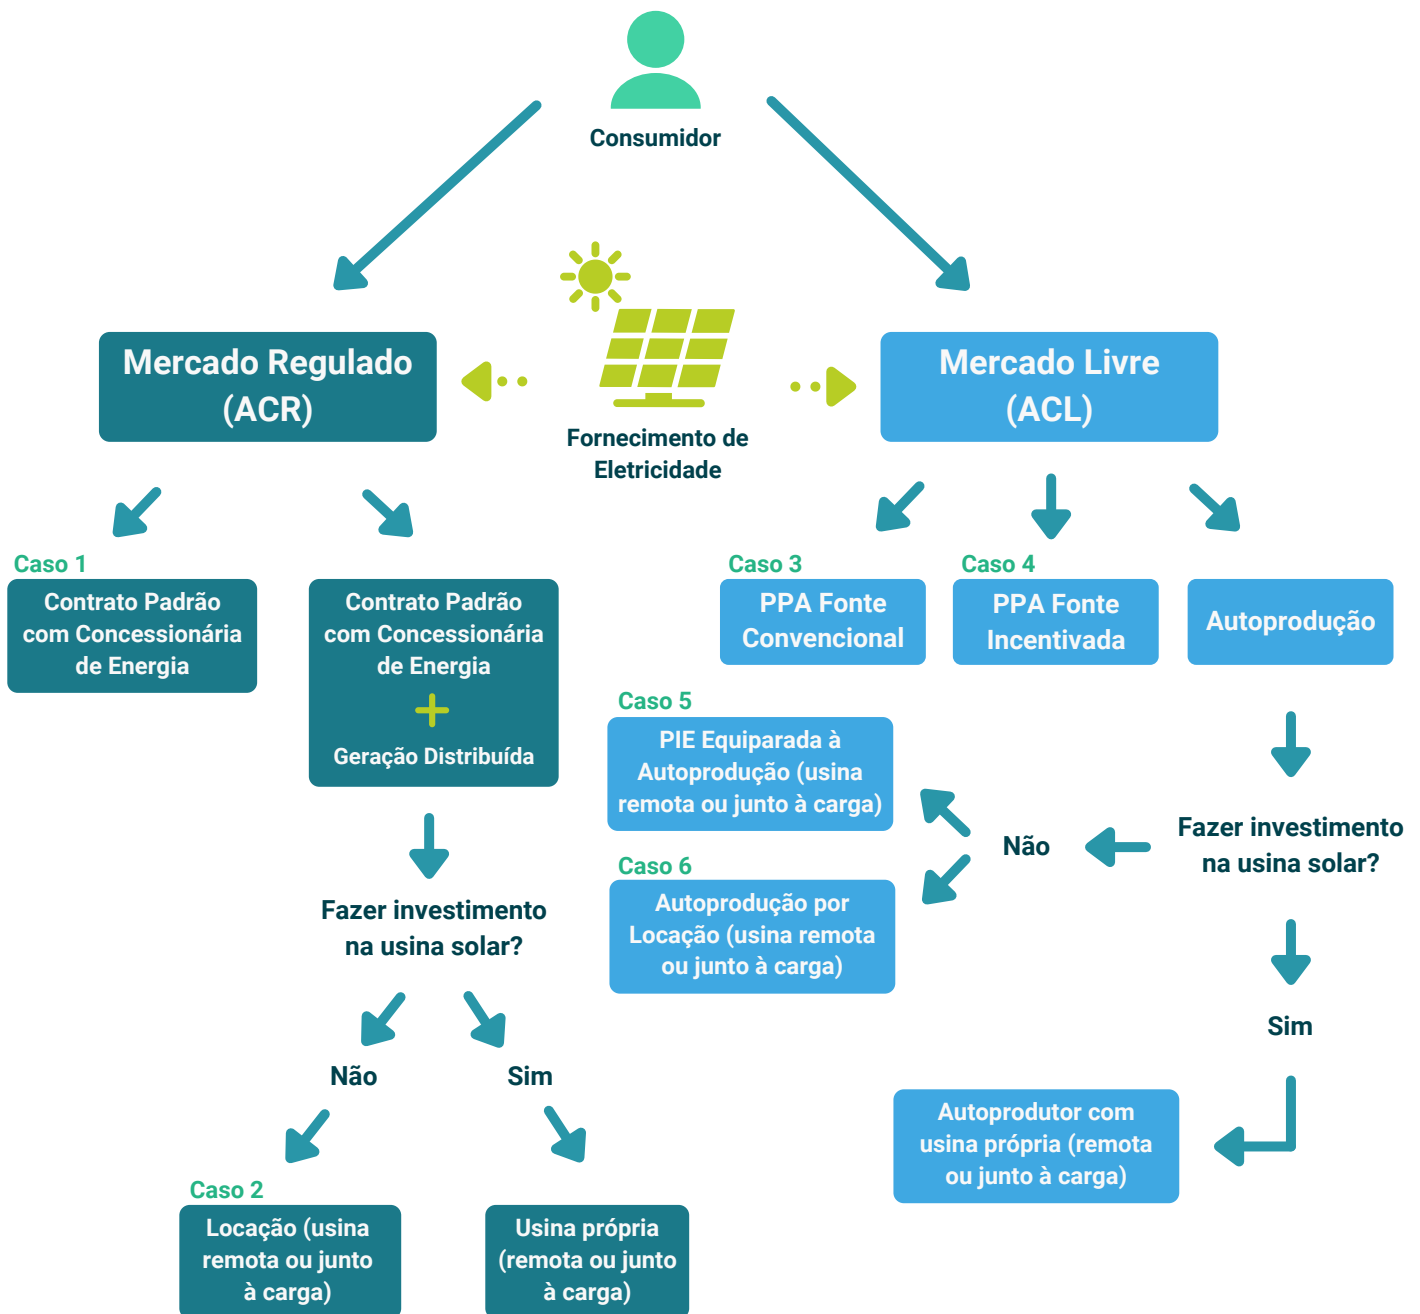 Consumidor
Mercado Regulado
(ACR)
Fornecimento de
Eletricidade
Mercado Livre
(ACL)
Caso 1
Contrato Padrão
com Concessionária
de Energia
Contrato Padrão
com Concessionária
de Energia
+
Geração Distribuída
Fazer investimento
na usina solar?
Não
Sim
Caso 2
Locação (usina
remota ou junto
à carga)
Usina própria
(remota ou junto
à carga)
Caso 3
PPA Fonte
Convencional
Caso 4
PPA Fonte
Incentivada
Autoprodução
Fazer investimento
na usina solar?
Não
Caso 5
PIE Equiparada à
Autoprodução (usina
remota ou junto à carga)
Caso 6
Autoprodução por
Locação (usina remota
ou junto à carga)
Sim
Autoprodutor com
usina própria (remota
ou junto à carga)